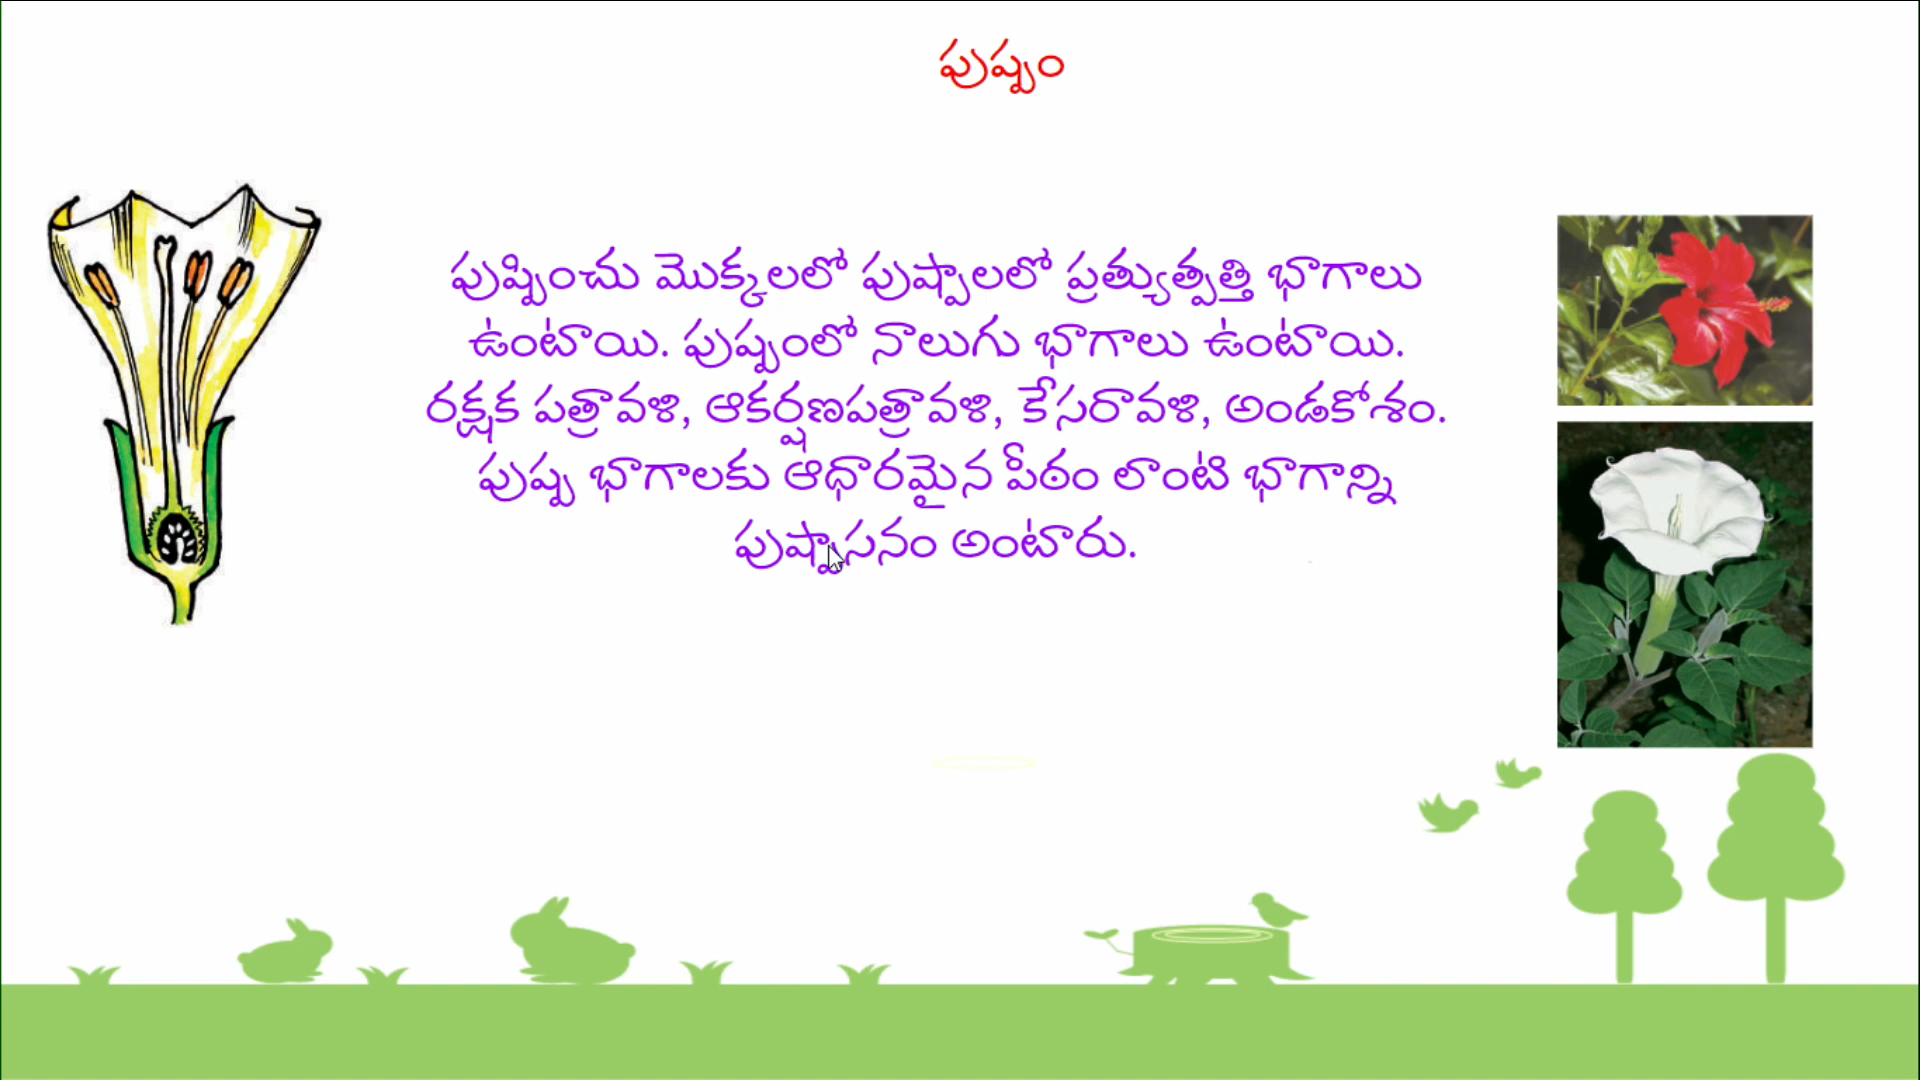 పుష్పం
పుష్పించు మొక్కలలో పుష్పాలలో ప్రత్యుత్పత్తి భాగాలు
ఉంటాయి. పుష్పంలో నాలుగు భాగాలు ఉంటాయి.
రక్షక పత్రావళి, ఆకర్షణపత్రావళి, కేసరావళి, అండకోశం.
పుష్ప భాగాలకు ఆధారమైన పీఠం లాంటి భాగాన్ని
పుష్పాసనం అంటారు.